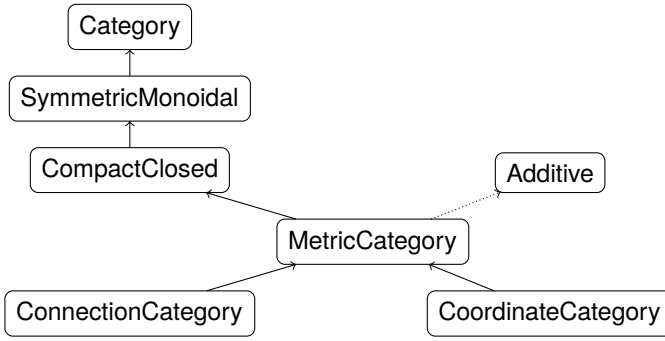 Category
SymmetricMonoidal
CompactClosed
Additive
MetricCategory
ConnectionCategory
CoordinateCategory